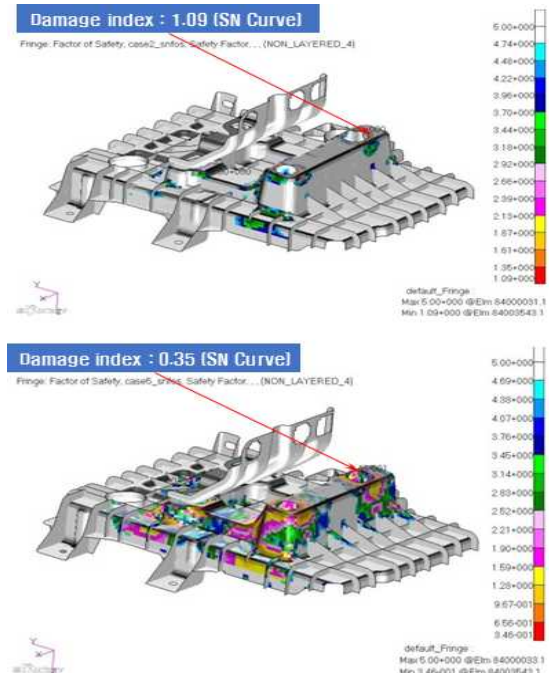 Damage index : 1.09 (SN Curve)
Fringe: Factor of Safety, case2_snfos, Safety Factor, , , (NON_LAYERED_4)
5.00+000
4.74+000
4.48+000
4.22+000
3.96+000
3.70+000
3.44+000
3.18+000
2.92+000
2.66+000
2.39+000
2.13+000
1.87+000
1.61+000
1.35+000
1.09+000
default_Fringe :
Max 5.00+000 @Elm 84000031.1
Min 1.09+000 @Elm 84003543.1
Y
X
Damage index : 0.35 (SN Curve)
Fringe: Factor of Safety, case5_snfos, Safety Factor, , , (NON_LAYERED_4)
5.00+000
4.69+000
4.38+000
4.07+000
3.76+000
3.45+000
3.14+000
2.83+000
2.52+000
2.21+000
1.90+000
1.59+000
1.28+000
9.67-001
6.56-001
3.46-001
default_Fringe :
Max 5.00+000 @Elm 84000033.1
Min 3.46-001 @Elm 84003543.1
Y
X